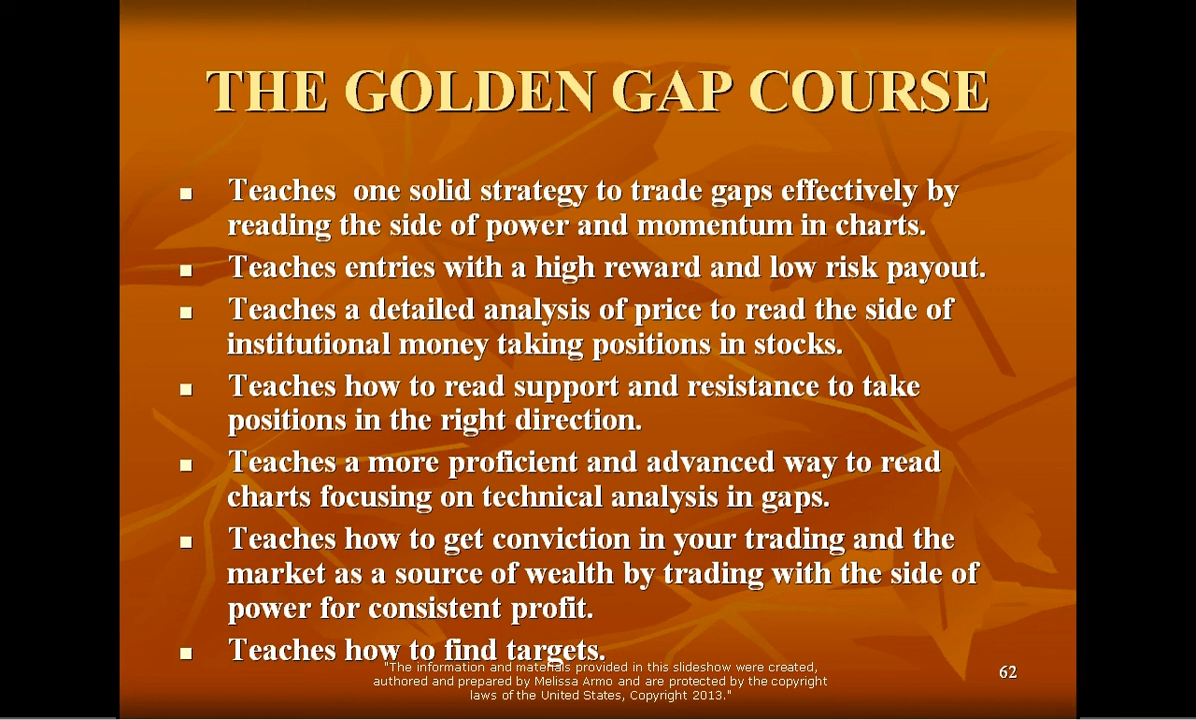 THE GOLDEN GAP COURSE
▪ Teaches one solid strategy to trade gaps effectively by
reading the side of power and momentum in charts.
▪ Teaches entries with a high reward and low risk payout.
▪ Teaches a detailed analysis of price to read the side of
institutional money taking positions in stocks.
▪ Teaches how to read support and resistance to take
positions in the right direction.
▪ Teaches a more proficient and advanced way to read
charts focusing on technical analysis in gaps.
▪ Teaches how to get conviction in your trading and the
market as a source of wealth by trading with the side of
power for consistent profit.
▪ Teaches how to find targets.
"The information and materials provided in this slideshow were created,
authored and prepared by Melissa Armo and are protected by the copyright
laws of the United States, Copyright 2013."
62